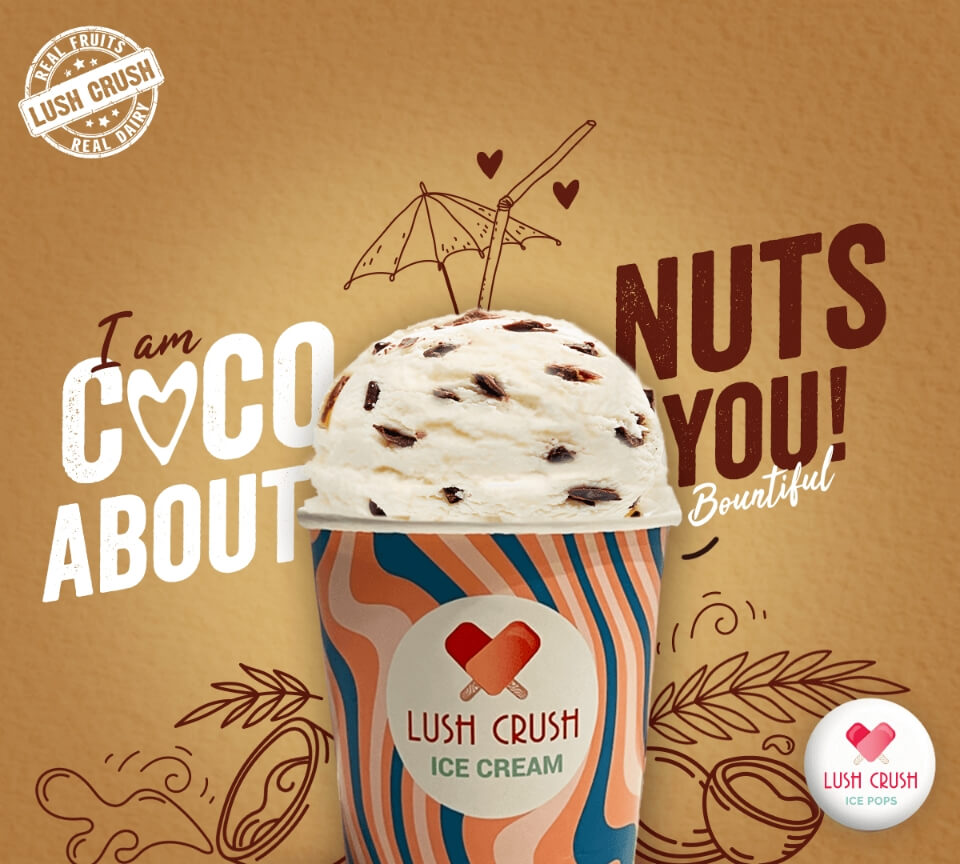 REAL FRUITS
LUSH CRUSH
REAL DAIRY
I am
COCO
ABOUT
NUTS
YOU!
Bountiful
LUSH CRUSH
ICE CREAM
LUSH CRUSH
ICE POPS